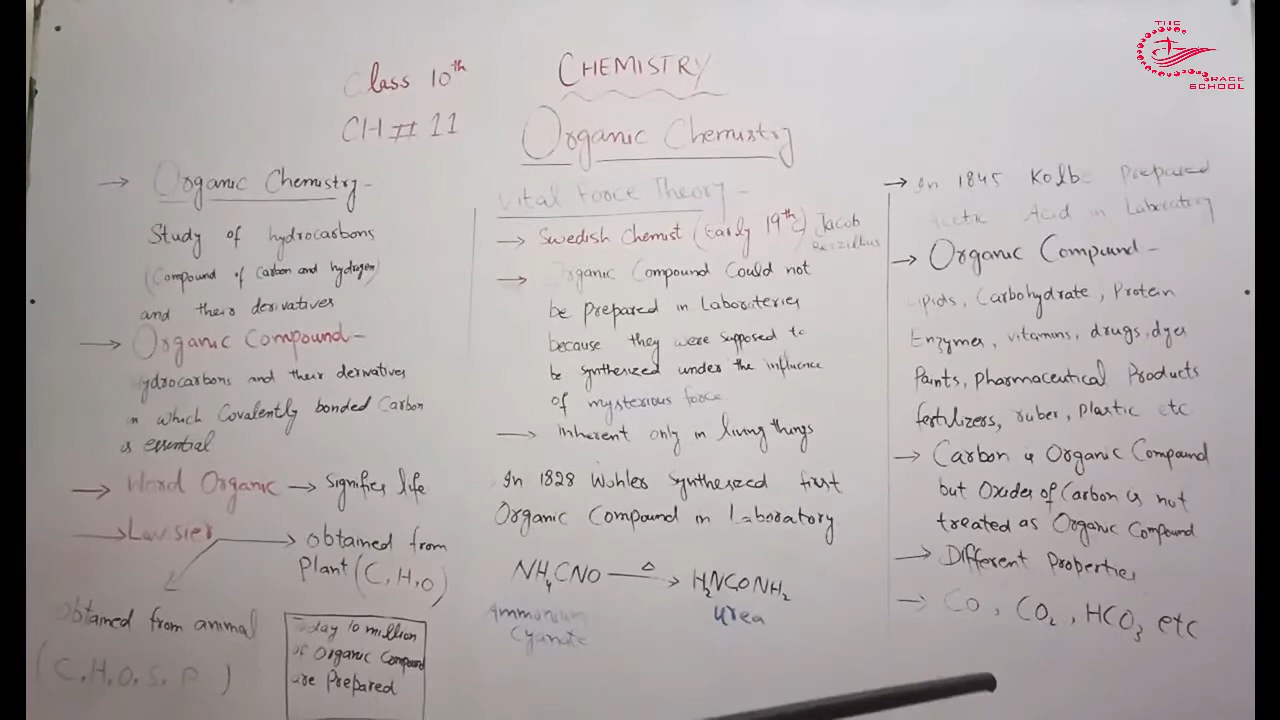 THE
GRACE
SCHOOL
Class 10th
CHEMISTRY
CH # 11
Organic Chemistry
→ Organic Chemistry-
Study of hydrocarbons
(Compound of Carbon and hydrogen)
and their derivatives
→ Organic Compound-
ydrocarbons and their derivatives
in which Covalently bonded Carbon
is essential
→ Word Organic → Signifies life
→ Lavisier → obtained from
Plant (C,H,O)
obtained from animal
(C,H,O,S,P)
Today 10 million
of Organic Compound
are Prepared
Vital Force Theory-
→ Swedish Chemist (Early 19th C) Jacob
Berzilius
→ Organic Compound Could not
be prepared in Laborateries
because they were supposed to
be Synthesized under the influence
of mysterious force
→ Inherent only in living things
In 1828 Wohler Synthesized first
Organic Compound in Laboratory
NH4CNO —Δ→ H2NCONH2
Ammonium
Cyanate
Urea
→ In 1845 Kolbe Prepared
Acetic Acid in Laboratory
→ Organic Compound-
ipids, Carbohydrate, Protein
Enzymes, vitamins, drugs, dyes
Paints, Pharmaceutical Products
fertilizers, ruber, Plastic etc
→ Carbon is Organic Compound
but Oxides of Carbon is not
treated as Organic Compound
→ Different Properties
→ CO, CO2, HCO3 etc